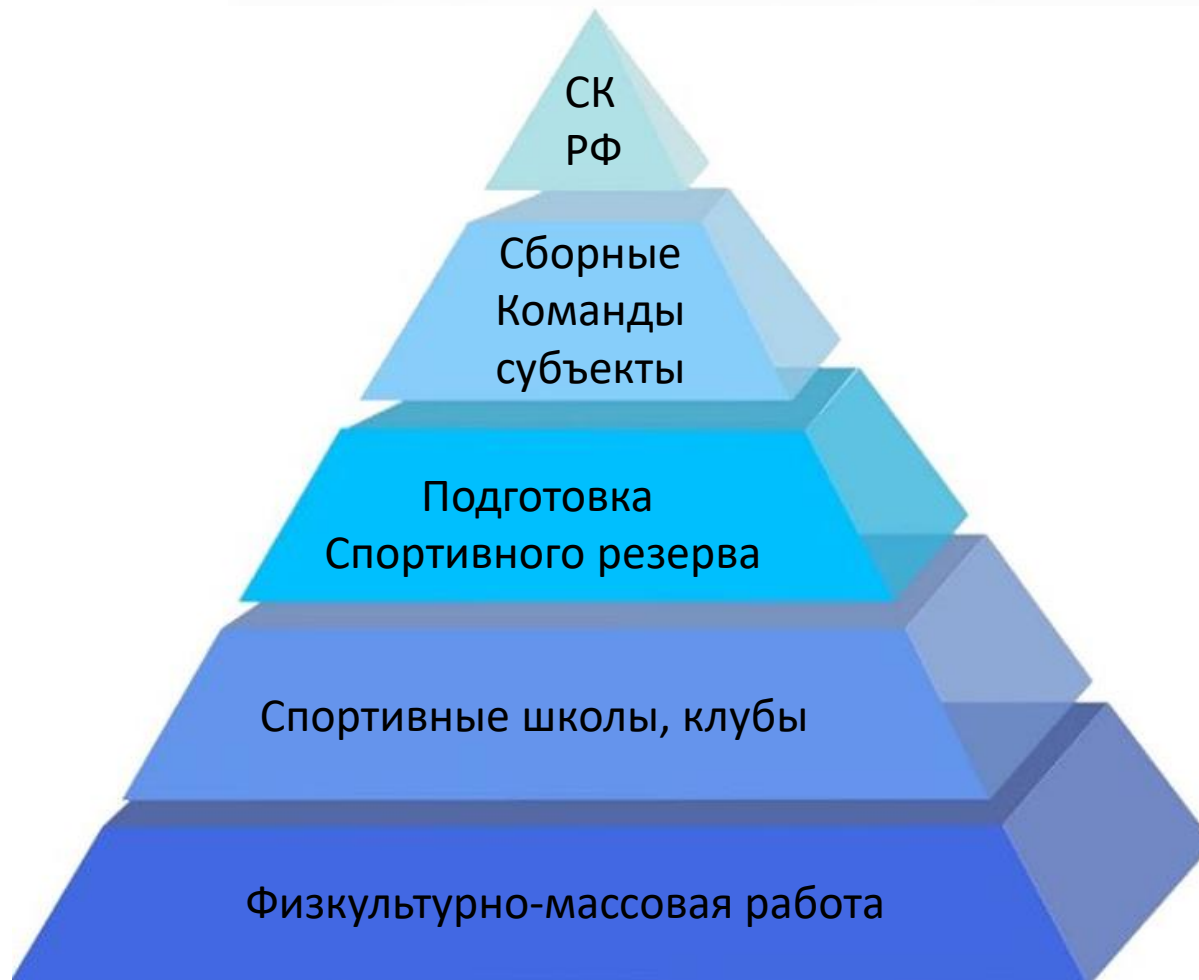 СК
РФ
Сборные
Команды
субъекты
Подготовка
Спортивного резерва
Спортивные школы, клубы
Физкультурно-массовая работа